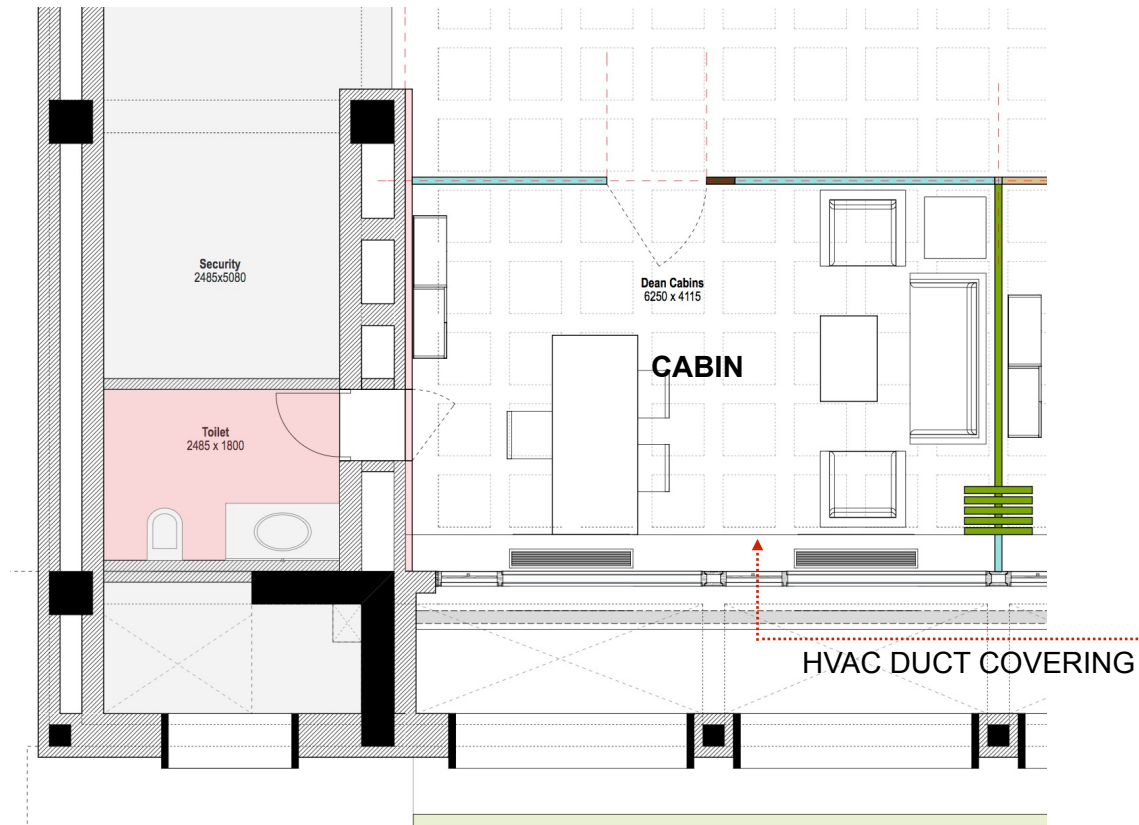 Security
2485x5080
Dean Cabins
6250 x 4115
CABIN
Toilet
2485 x 1800
HVAC DUCT COVERING